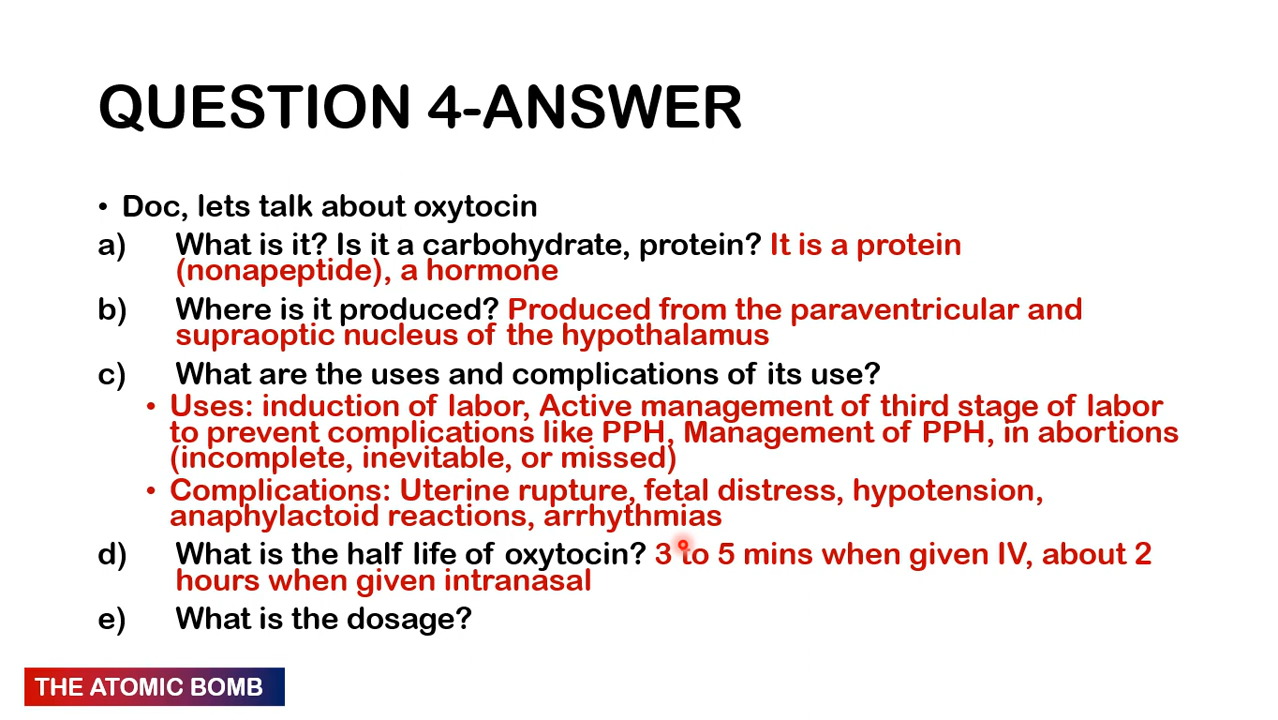 QUESTION 4-ANSWER
• Doc, lets talk about oxytocin
a) What is it? Is it a carbohydrate, protein? It is a protein
(nonapeptide), a hormone
b) Where is it produced? Produced from the paraventricular and
supraoptic nucleus of the hypothalamus
c) What are the uses and complications of its use?
• Uses: induction of labor, Active management of third stage of labor
to prevent complications like PPH, Management of PPH, in abortions
(incomplete, inevitable, or missed)
• Complications: Uterine rupture, fetal distress, hypotension,
anaphylactoid reactions, arrhythmias
d) What is the half life of oxytocin? 3 to 5 mins when given IV, about 2
hours when given intranasal
e) What is the dosage?
THE ATOMIC BOMB